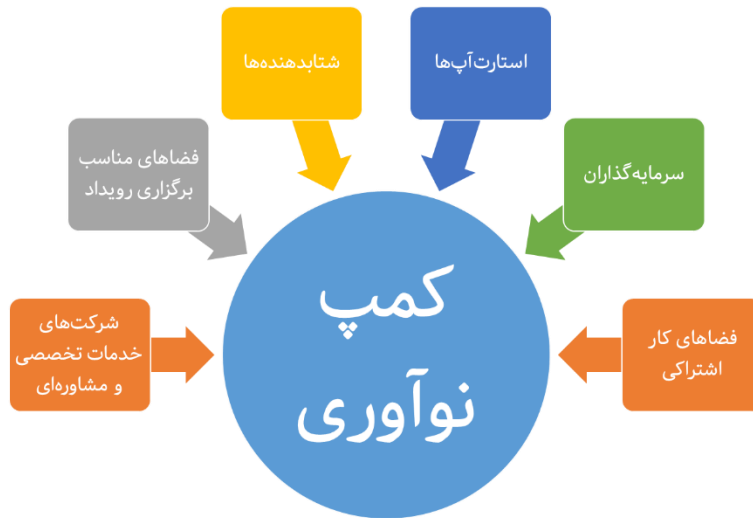 استارت‌آپ‌ها
شتابدهنده‌ها
سرمایه‌گذاران
فضاهای مناسب
برگزاری رویداد
فضاهای کار
اشتراکی
شرکت‌های
خدمات تخصصی
و مشاوره‌ای
کمپ
نوآوری